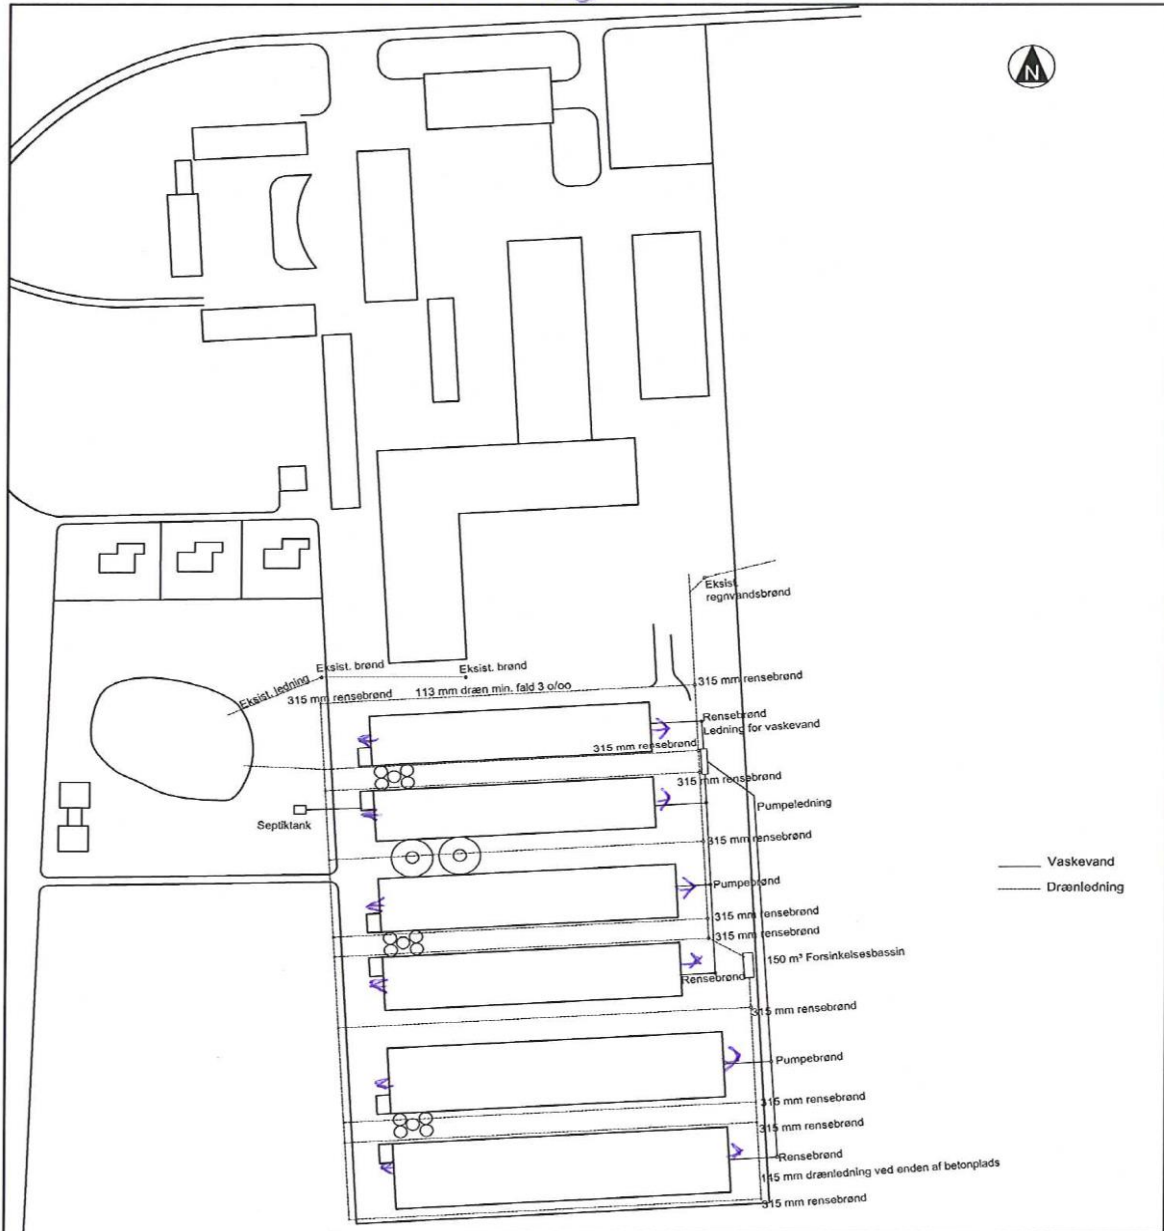 N
Eksist.
regnvandsbrønd
Eksist. brønd
Eksist. brønd
Eksist. ledning
315 mm rensebrønd
113 mm dræn min. fald 3 o/oo
315 mm rensebrønd
Rensebrønd
Ledning for vaskevand
315 mm rensebrønd
315 mm rensebrønd
Pumpeledning
Septiktank
315 mm rensebrønd
Vaskevand
Pumpebrønd
Drænledning
315 mm rensebrønd
315 mm rensebrønd
150 m³ Forsinkelsesbassin
Rensebrønd
315 mm rensebrønd
Pumpebrønd
315 mm rensebrønd
315 mm rensebrønd
Rensebrønd
145 mm drænledning ved enden af betonplads
315 mm rensebrønd